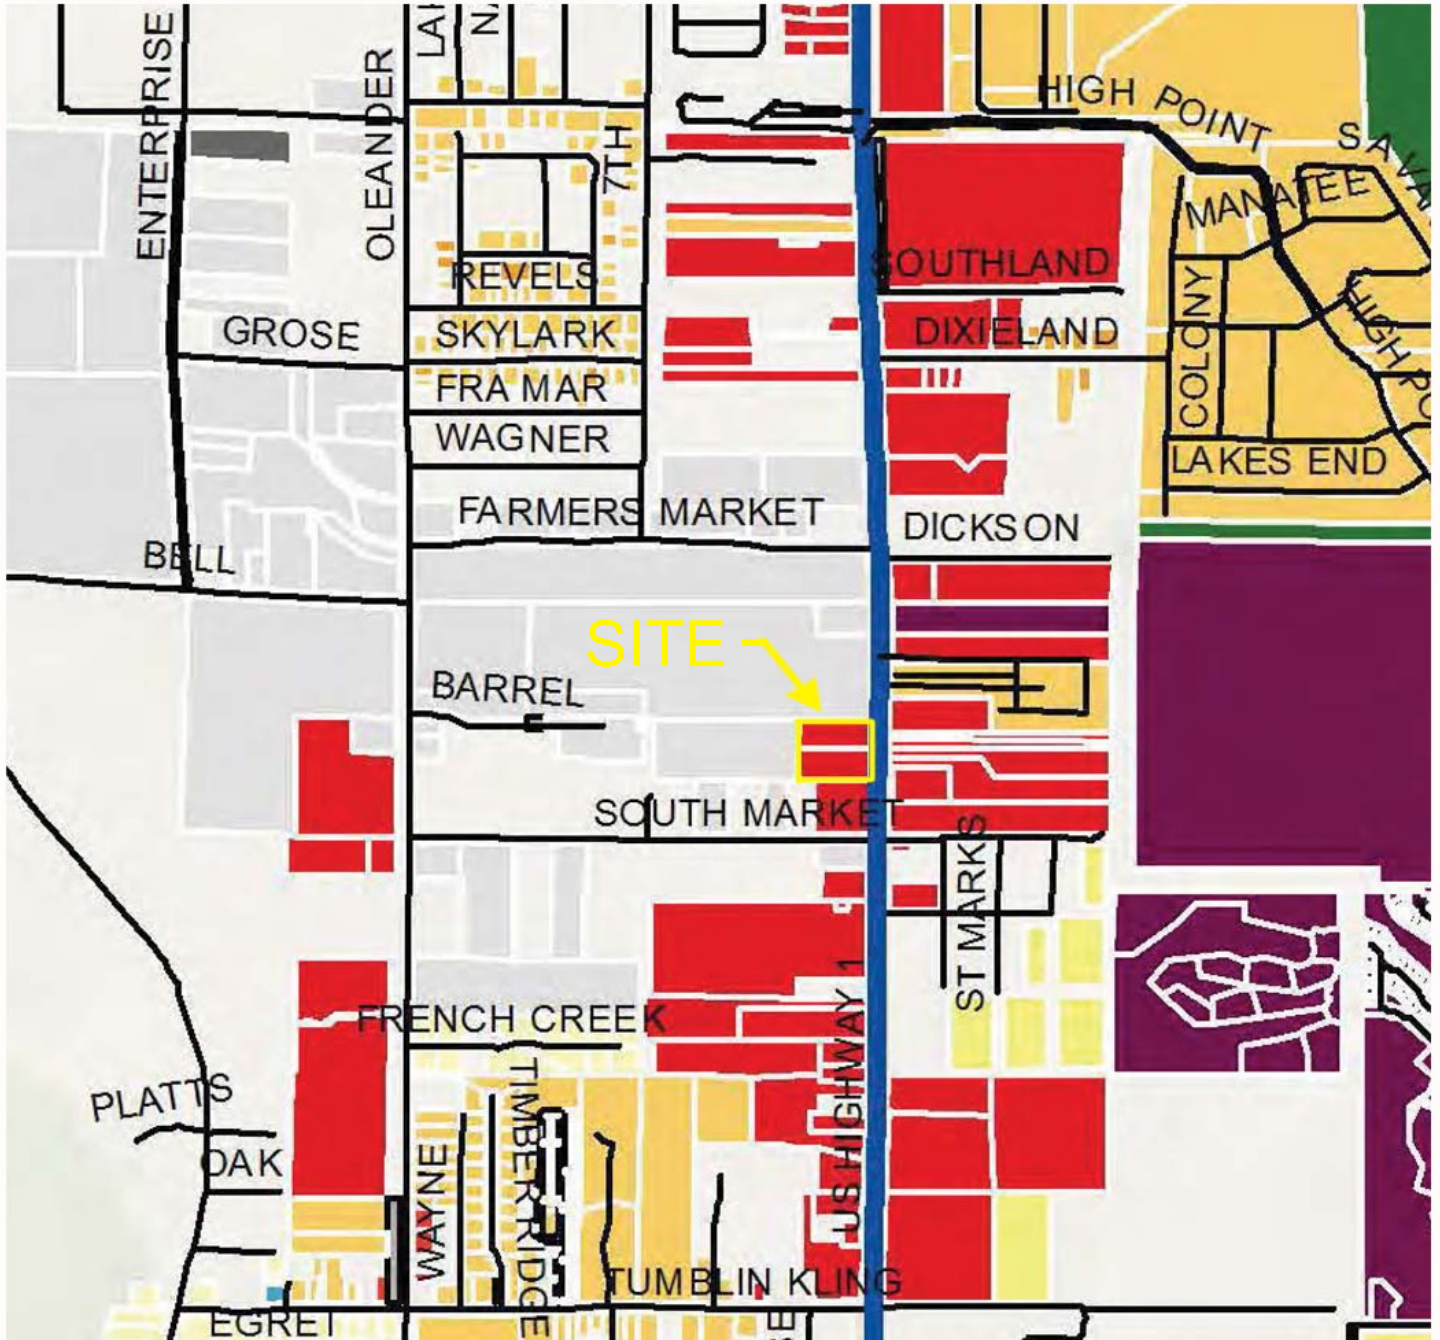 ENTERPRISE
OLEANDER
7TH
HIGH POINT
MANATEE
REVELS
SOUTHLAND
GROSE
SKYLARK
DIXIELAND
COLONY
HIGH
FRA MAR
WAGNER
LAKES END
FARMERS MARKET
DICKSON
BELL
SITE
BARREL
SOUTH MARKET
ST MARKS
FRENCH CREEK
US HIGHWAY 1
PLATTS
OAK
WAYNE
TIMBER RIDGE
TUMBLIN KLING
EGRET